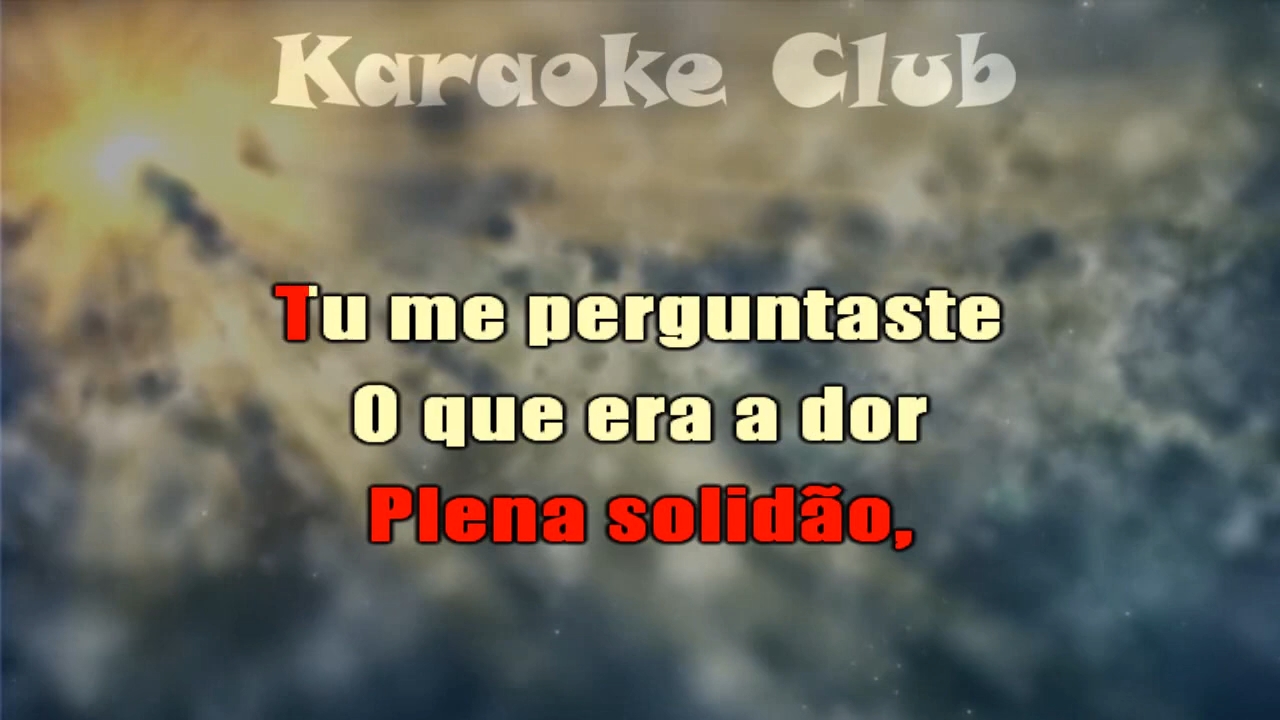 Karaoke Club
Tu me perguntaste
O que era a dor
Plena solidão,